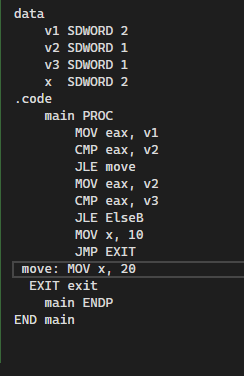 data
v1 SDWORD 2
v2 SDWORD 1
v3 SDWORD 1
x  SDWORD 2
.code
main PROC
MOV eax, v1
CMP eax, v2
JLE move
MOV eax, v2
CMP eax, v3
JLE ElseB
MOV x, 10
JMP EXIT
move: MOV x, 20
EXIT exit
main ENDP
END main